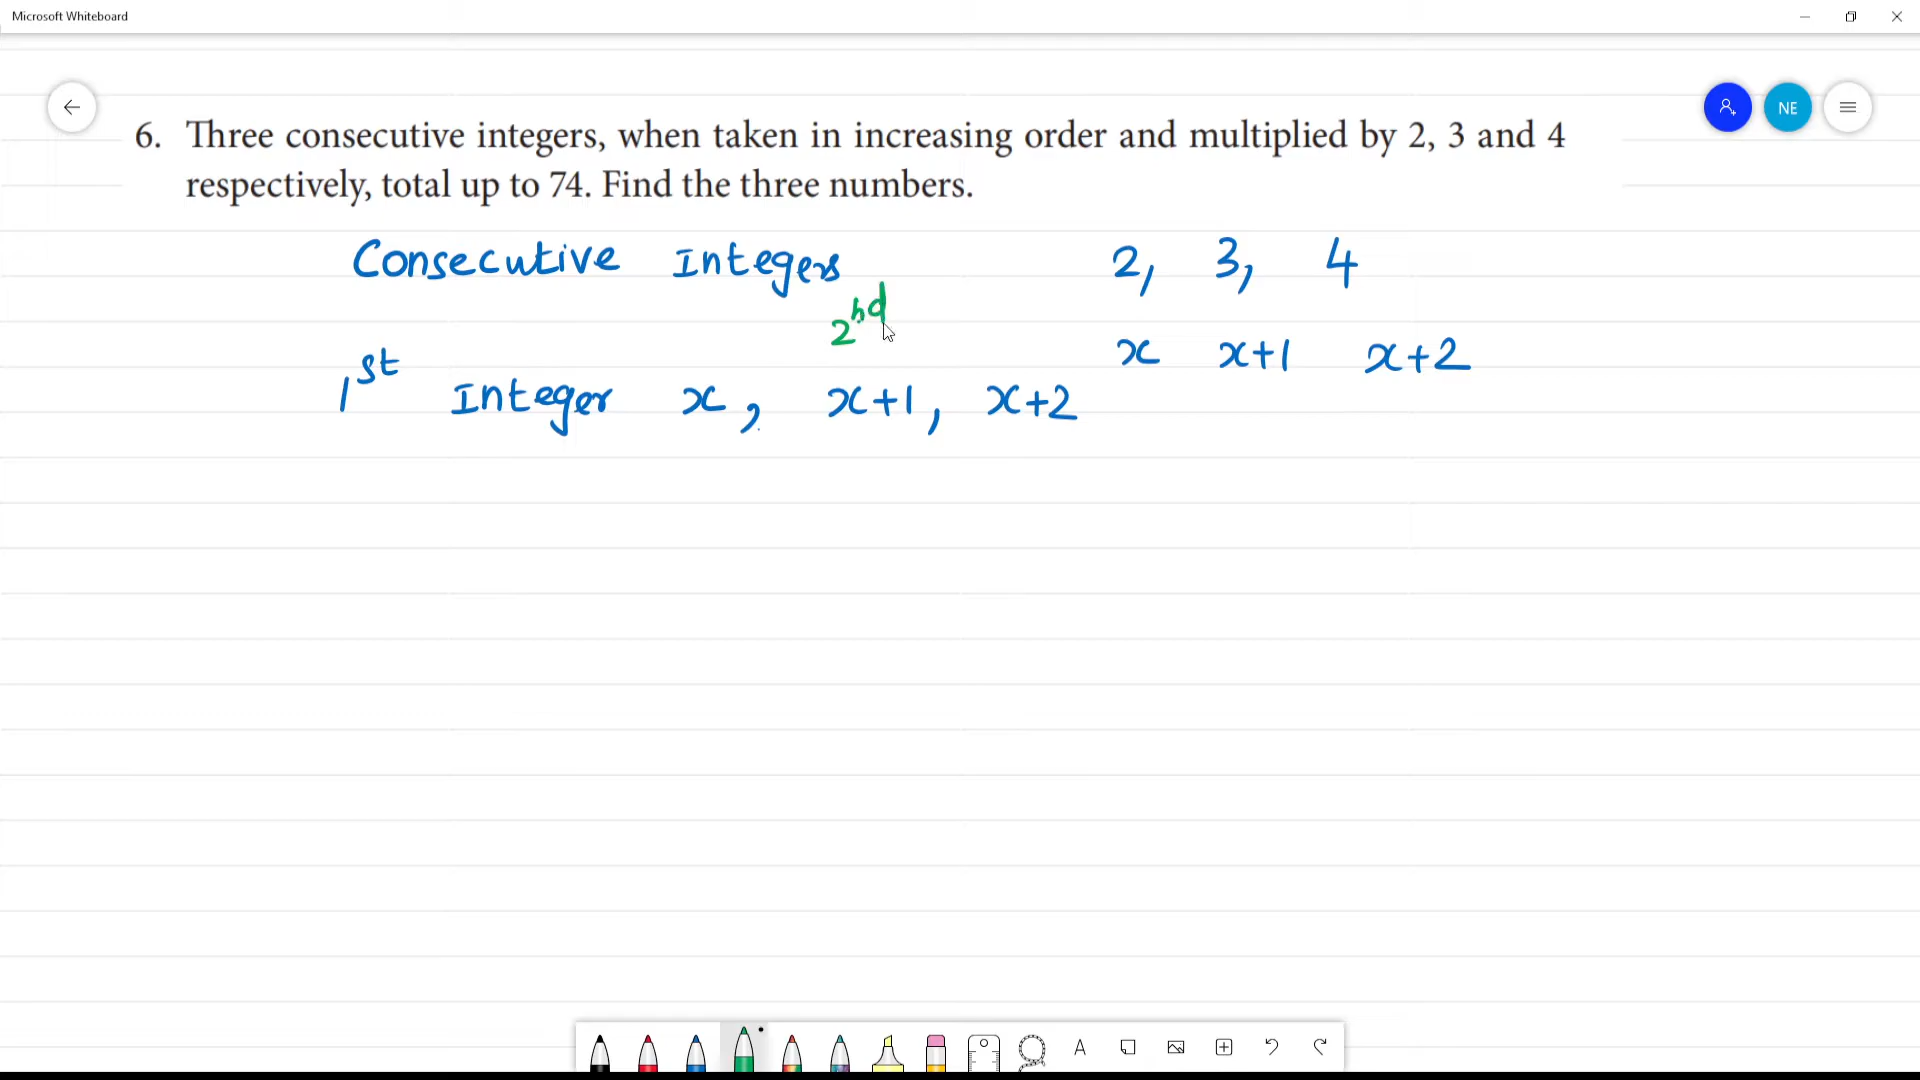 Microsoft Whiteboard
NE
6. Three consecutive integers, when taken in increasing order and multiplied by 2, 3 and 4
respectively, total up to 74. Find the three numbers.
Consecutive Integers 2, 3, 4
2nd
x x+1 x+2
1st Integer x, x+1, x+2
A